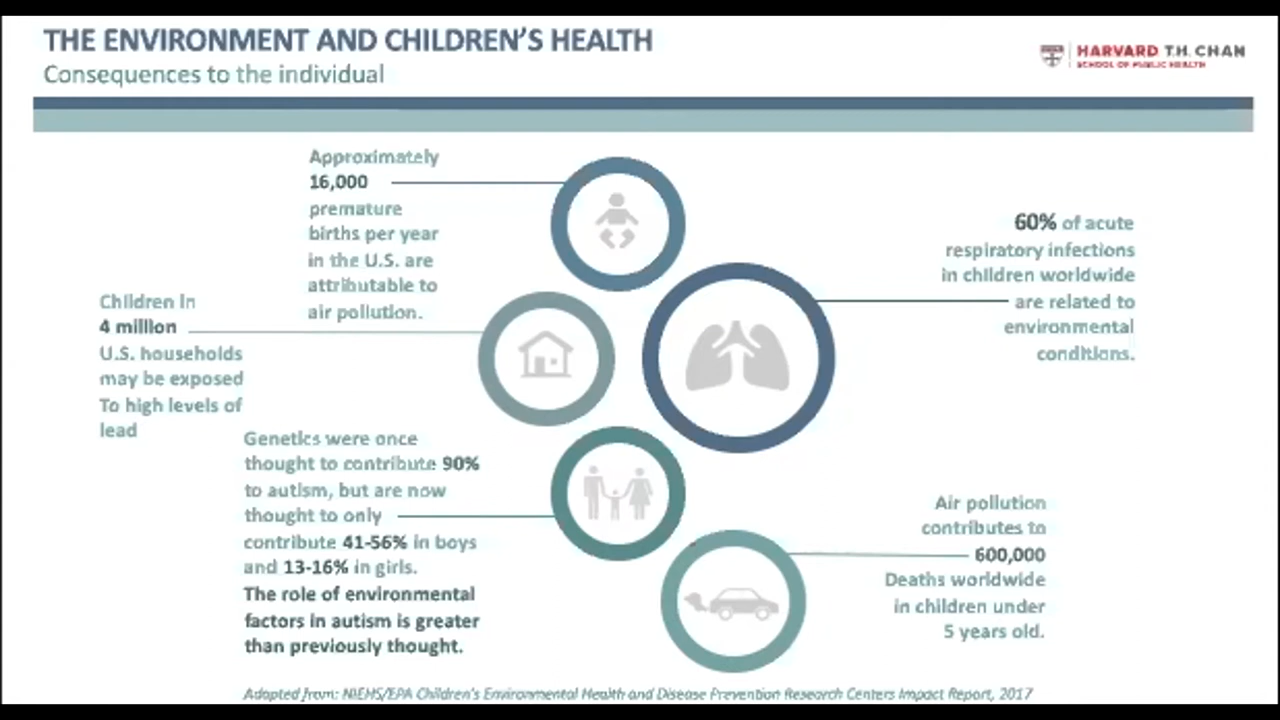 THE ENVIRONMENT AND CHILDREN'S HEALTH
Consequences to the individual
HARVARD T.H. CHAN
SCHOOL OF PUBLIC HEALTH
Approximately
16,000
premature
births per year
in the U.S. are
attributable to
air pollution.
60% of acute
respiratory infections
in children worldwide
are related to
environmental
conditions.
Children in
4 million
U.S. households
may be exposed
To high levels of
lead
Genetics were once
thought to contribute 90%
to autism, but are now
thought to only
contribute 41-56% in boys
and 13-16% in girls.
The role of environmental
factors in autism is greater
than previously thought.
Air pollution
contributes to
600,000
Deaths worldwide
in children under
5 years old.
Adapted from: NIEHS/EPA Children's Environmental Health and Disease Prevention Research Centers Impact Report, 2017